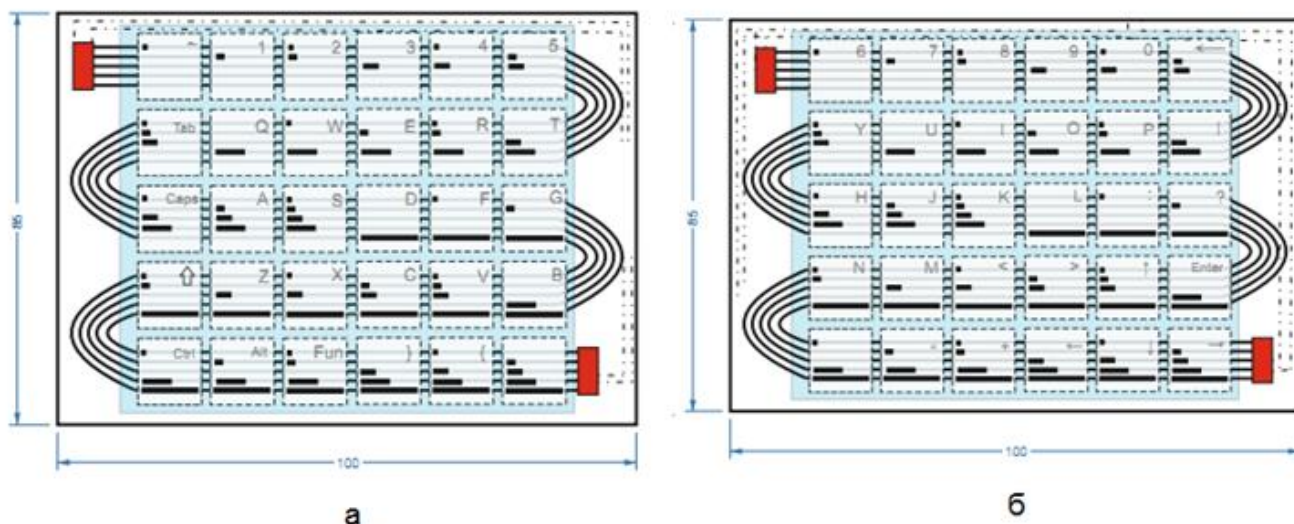 ~ 1 2 3 4 5
Tab Q W E R T
Caps A S D F G
⇧ Z X C V B
Ctrl Alt Fun } {
85
100
а
6 7 8 9 0 ←
Y U I O P
H J K L : ?
N M < > ↑ Enter
- + ← ↓ →
85
100
б